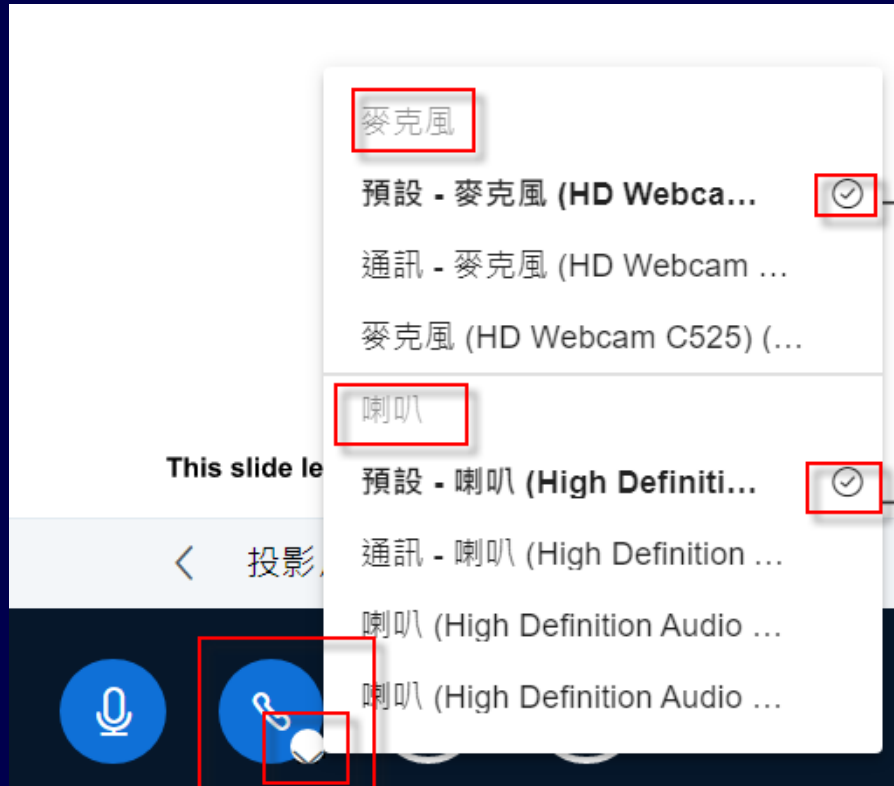 麥克風
預設 - 麥克風 (HD Webca...
通訊 - 麥克風 (HD Webcam ...
麥克風 (HD Webcam C525) (...
喇叭
This slide le
預設 - 喇叭 (High Definiti...
投影
通訊 - 喇叭 (High Definition ...
喇叭 (High Definition Audio ...
喇叭 (High Definition Audio ...